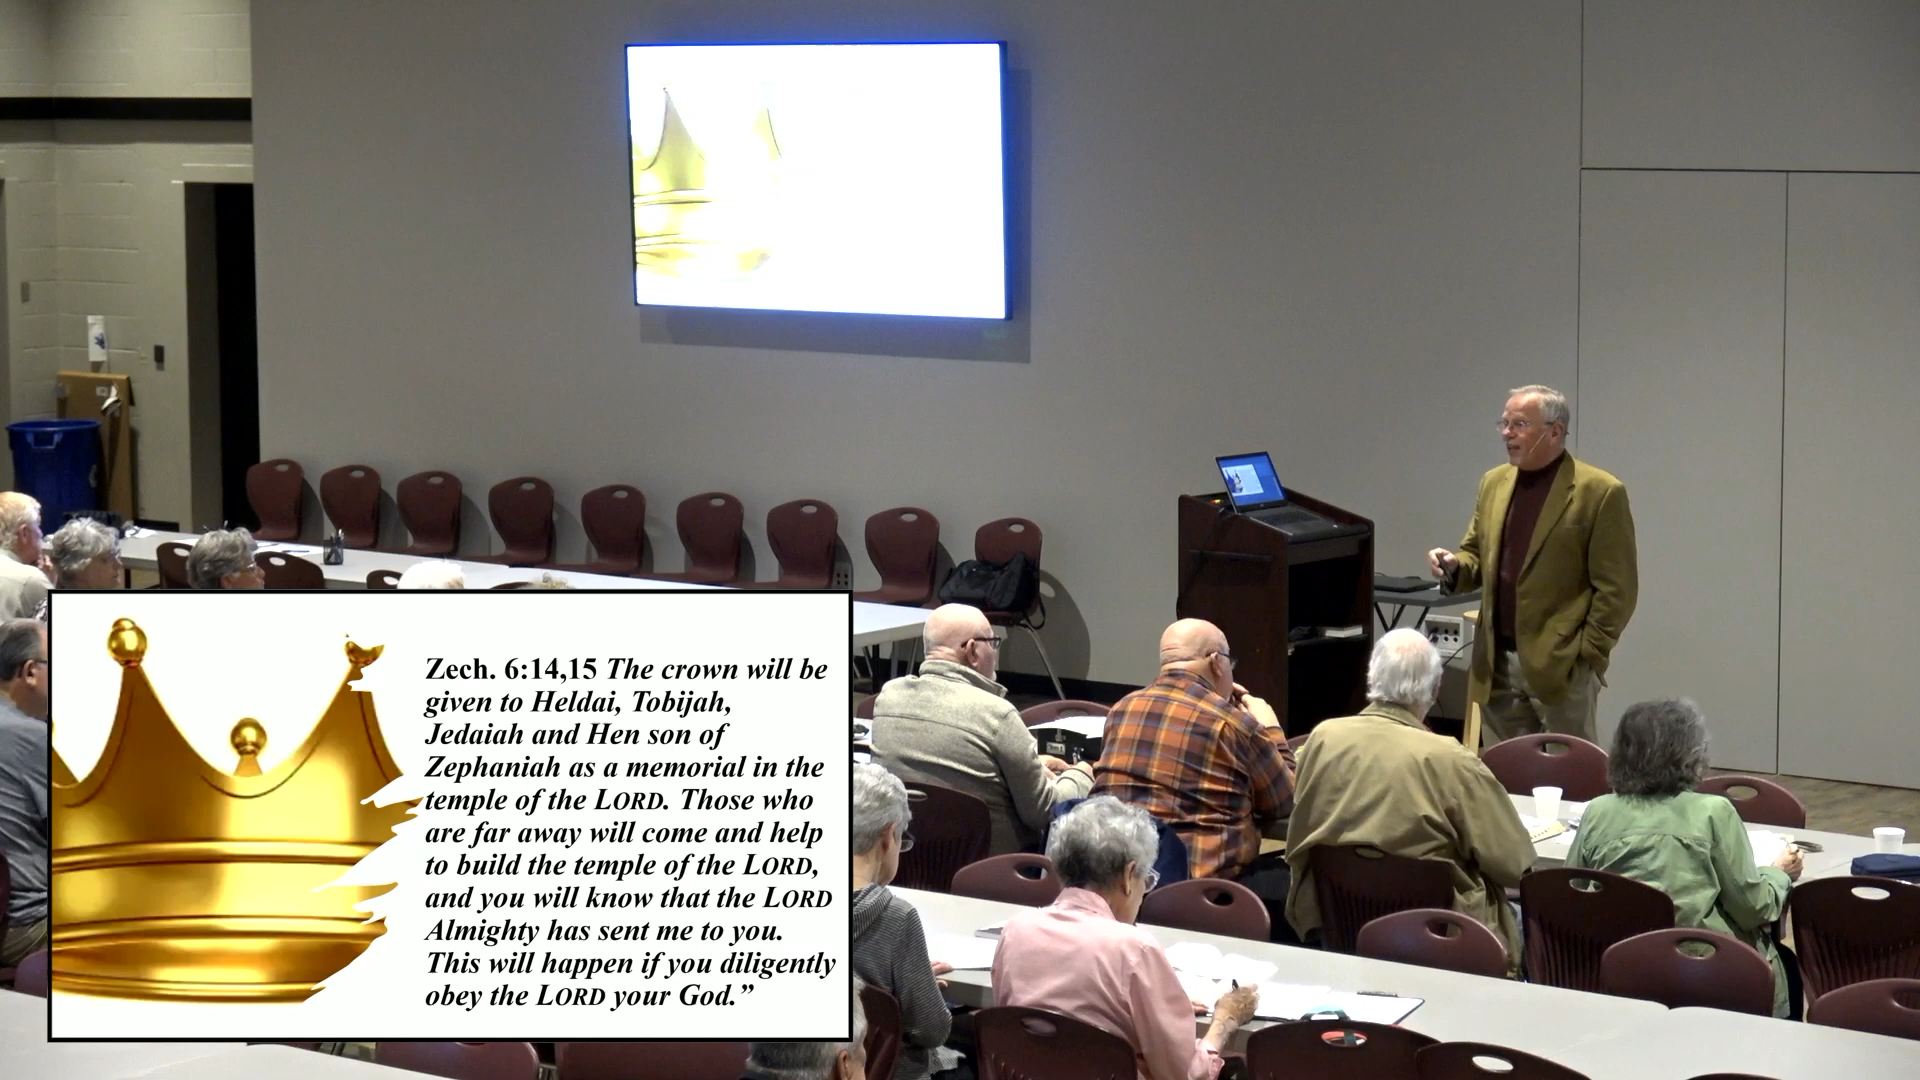 Zech. 6:14,15 The crown will be
given to Heldai, Tobijah,
Jedaiah and Hen son of
Zephaniah as a memorial in the
temple of the LORD. Those who
are far away will come and help
to build the temple of the LORD,
and you will know that the LORD
Almighty has sent me to you.
This will happen if you diligently
obey the LORD your God.”